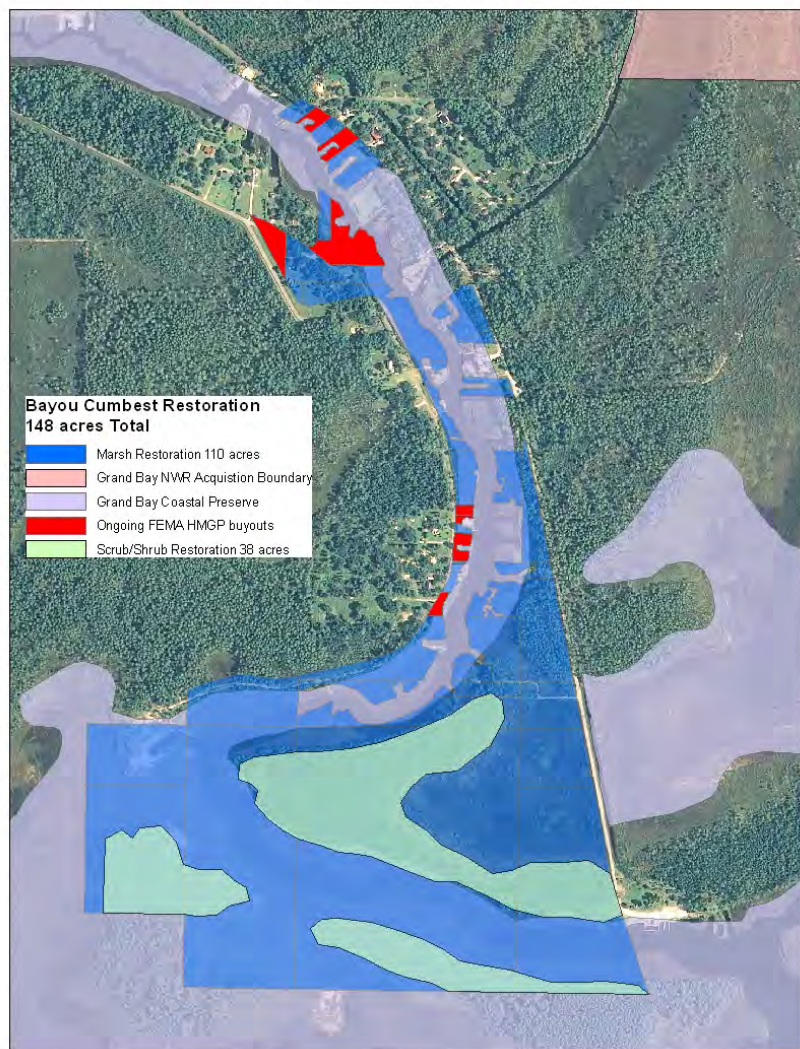 Bayou Cumbest Restoration
148 acres Total
Marsh Restoration 110 acres
Grand Bay NWR Acquistion Boundary
Grand Bay Coastal Preserve
Ongoing FEMA HMGP buyouts
Scrub/Shrub Restoration 38 acres